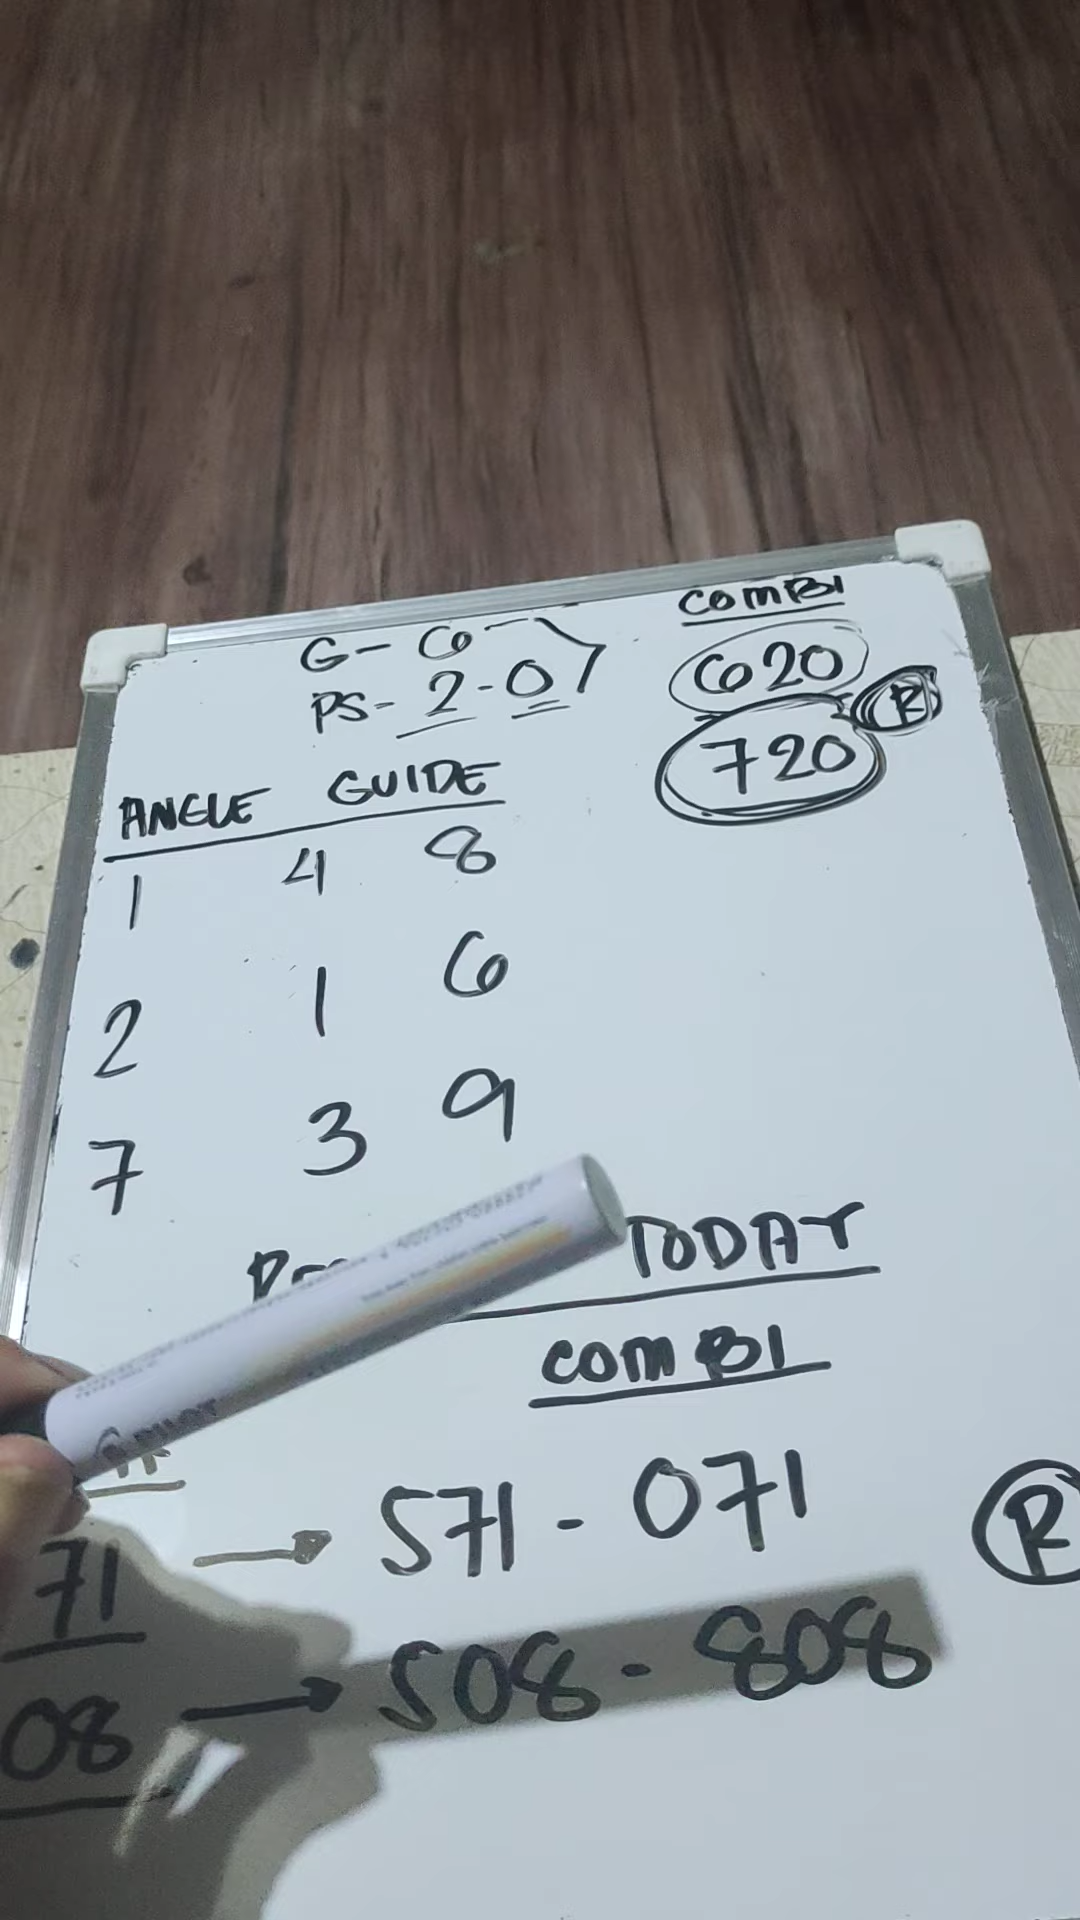 G- 6
PS- 2-0
COMBI
620
720 R
ANGLE GUIDE
1 4 8
2 1 6
7 3 9
TODAY
COMBI
71 → 571 - 071 R
08 → 508 - 808
PILOT